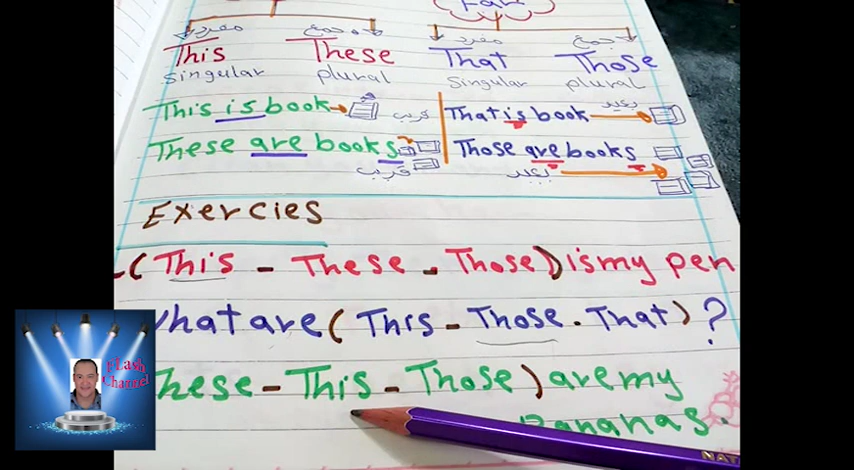 Far
مفرد جمع مفرد جمع
This These That Those
singular plural Singular plural
This is book قريب That is book بعيد
These are books Those are books
قريب بعيد
Exercies
(This - These - Those) is my pen
What are (This - Those - That) ?
These - This - Those) are my
Bananas.
fLash
Channel